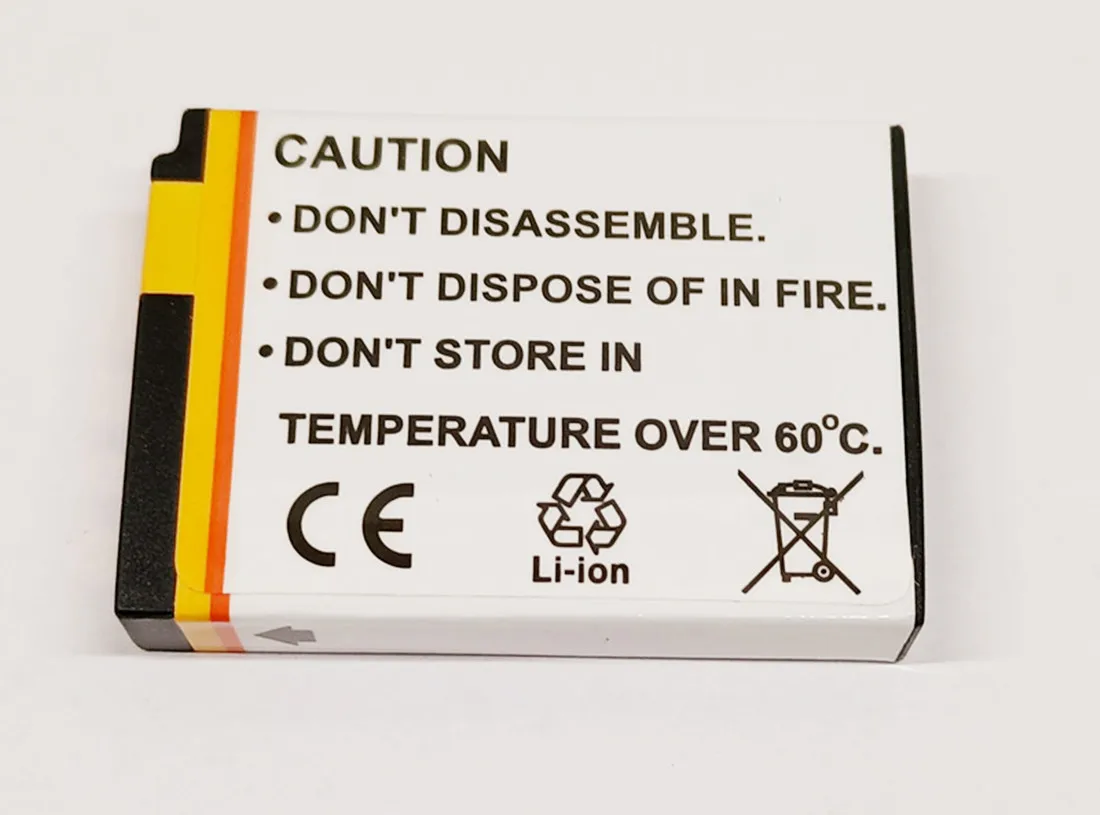 CAUTION
• DON'T DISASSEMBLE.
• DON'T DISPOSE OF IN FIRE.
• DON'T STORE IN
TEMPERATURE OVER 60°C.
CE
Li-ion